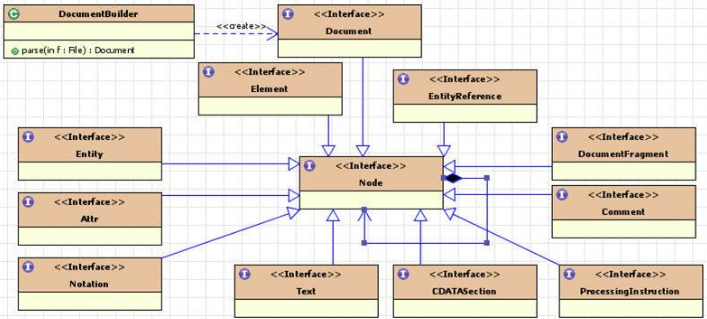 DocumentBuilder
parse(in f : File) : Document
<<create>>
<<Interface>>
Document
<<Interface>>
Element
<<Interface>>
EntityReference
<<Interface>>
Entity
<<Interface>>
Node
<<Interface>>
DocumentFragment
<<Interface>>
Attr
<<Interface>>
Comment
<<Interface>>
Notation
<<Interface>>
Text
<<Interface>>
CDATASection
<<Interface>>
ProcessingInstruction